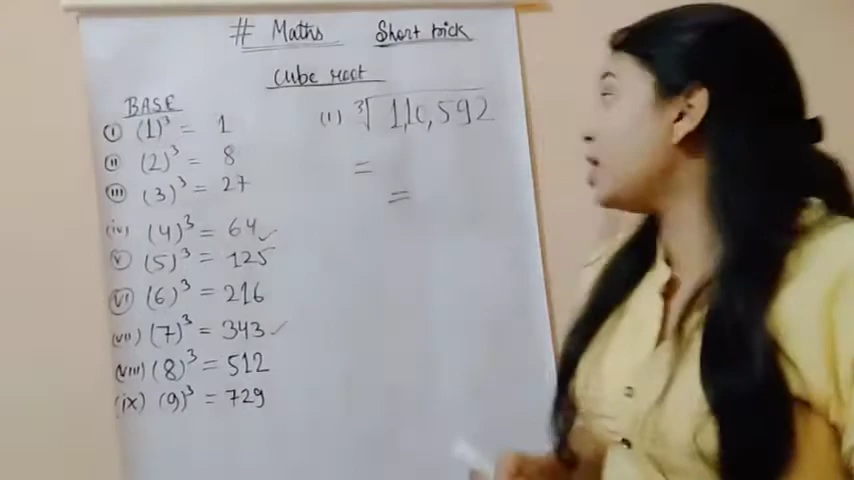 # Maths Short trick
Cube root
BASE
(i) (1)³ = 1
(ii) (2)³ = 8
(iii) (3)³ = 27
(iv) (4)³ = 64 ✓
(v) (5)³ = 125
(vi) (6)³ = 216
(vii) (7)³ = 343 ✓
(viii) (8)³ = 512
(ix) (9)³ = 729
(1) ³√110,592
=
=